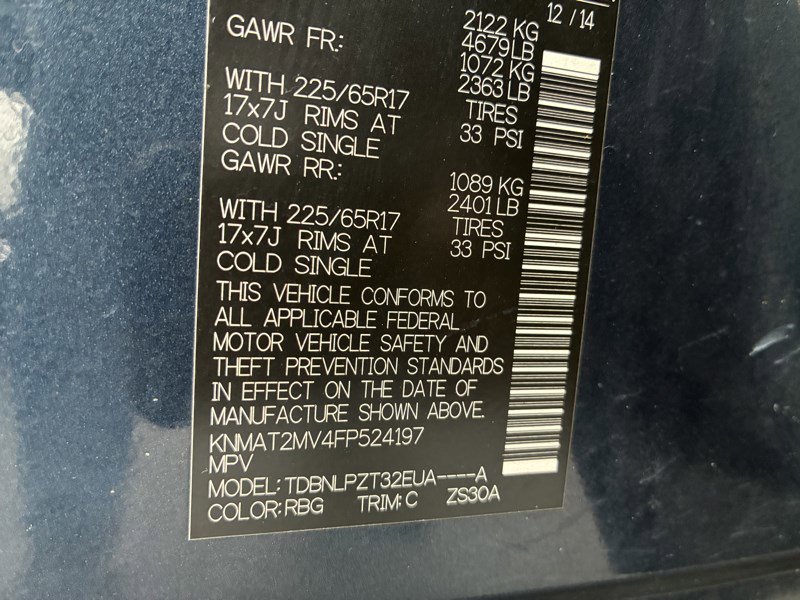 12 / 14
2122 KG
GAWR FR: 4679 LB
1072 KG
2363 LB
WITH 225/65R17 TIRES
17x7J RIMS AT 33 PSI
COLD SINGLE
GAWR RR: 1089 KG
2401 LB
WITH 225/65R17 TIRES
17x7J RIMS AT 33 PSI
COLD SINGLE
THIS VEHICLE CONFORMS TO
ALL APPLICABLE FEDERAL
MOTOR VEHICLE SAFETY AND
THEFT PREVENTION STANDARDS
IN EFFECT ON THE DATE OF
MANUFACTURE SHOWN ABOVE.
KNMAT2MV4FP524197
MPV
MODEL: TDBNLPZT32EUA----A
COLOR: RBG TRIM: C ZS30A